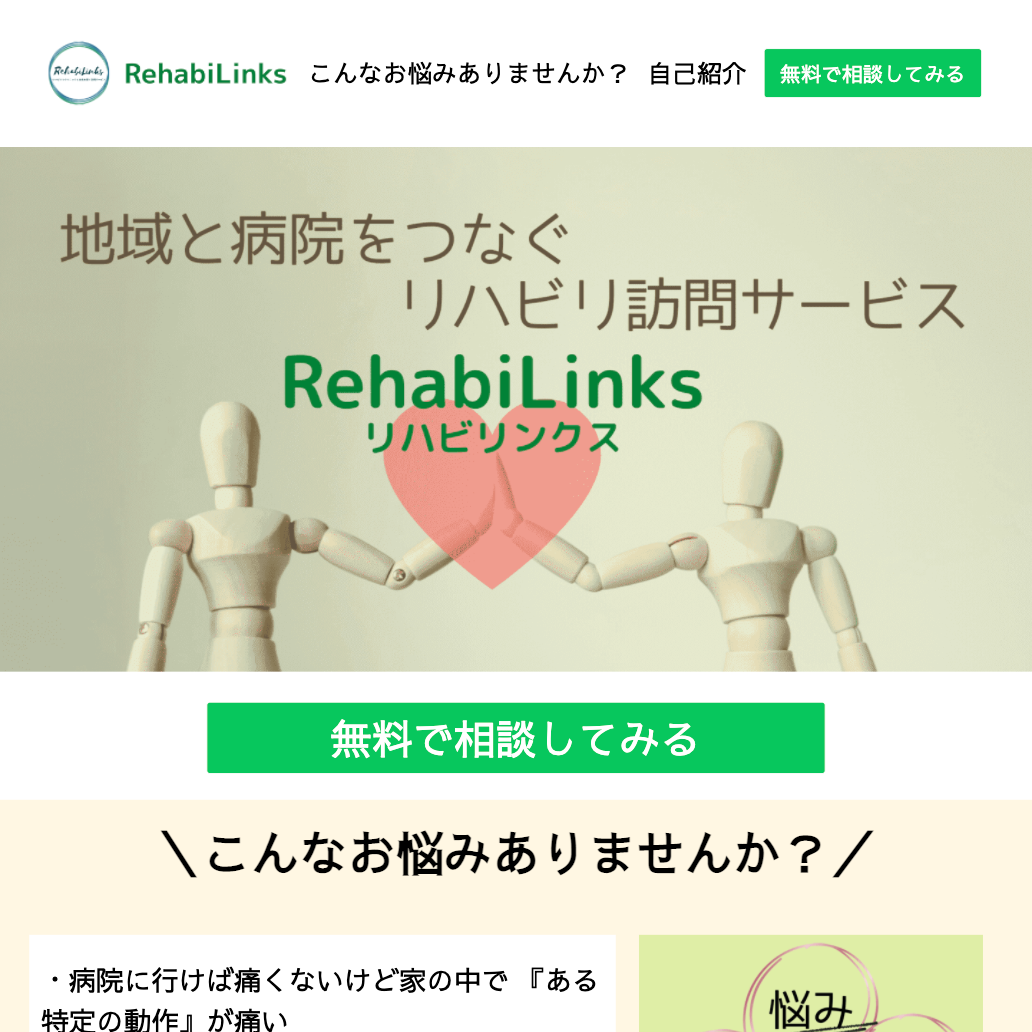 RehabiLinks
RehabiLinks こんなお悩みありませんか？ 自己紹介 無料で相談してみる
地域と病院をつなぐ
リハビリ訪問サービス
RehabiLinks
リハビリンクス
無料で相談してみる
＼こんなお悩みありませんか？／
・病院に行けば痛くないけど家の中で 『ある
特定の動作』が痛い
悩み